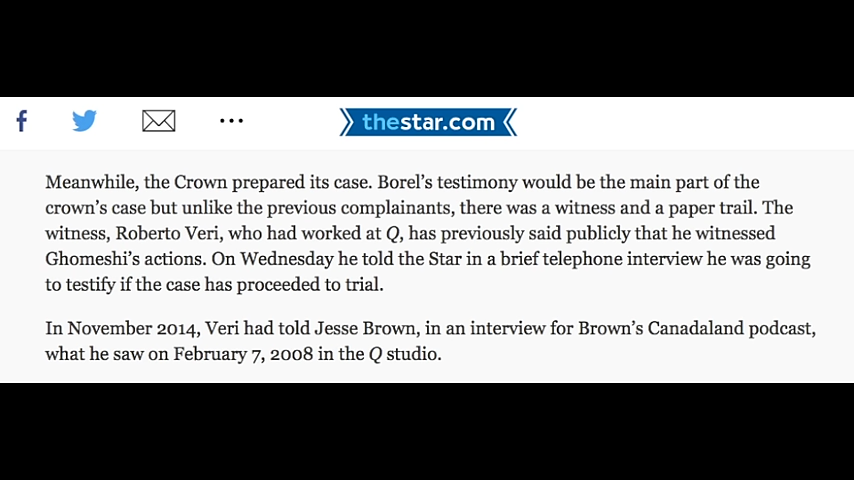 thestar.com
Meanwhile, the Crown prepared its case. Borel’s testimony would be the main part of the
crown’s case but unlike the previous complainants, there was a witness and a paper trail. The
witness, Roberto Veri, who had worked at Q, has previously said publicly that he witnessed
Ghomeshi’s actions. On Wednesday he told the Star in a brief telephone interview he was going
to testify if the case has proceeded to trial.
In November 2014, Veri had told Jesse Brown, in an interview for Brown’s Canadaland podcast,
what he saw on February 7, 2008 in the Q studio.